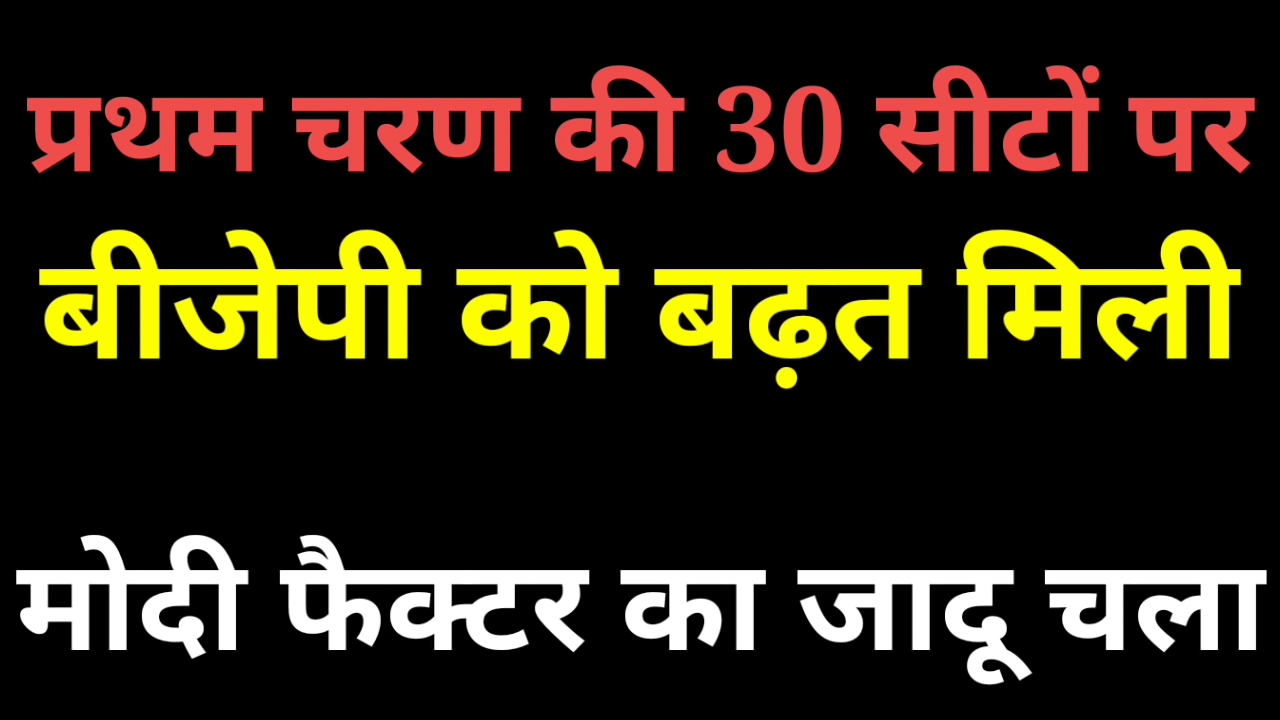 प्रथम चरण की 30 सीटों पर
बीजेपी को बढ़त मिली
मोदी फैक्टर का जादू चला